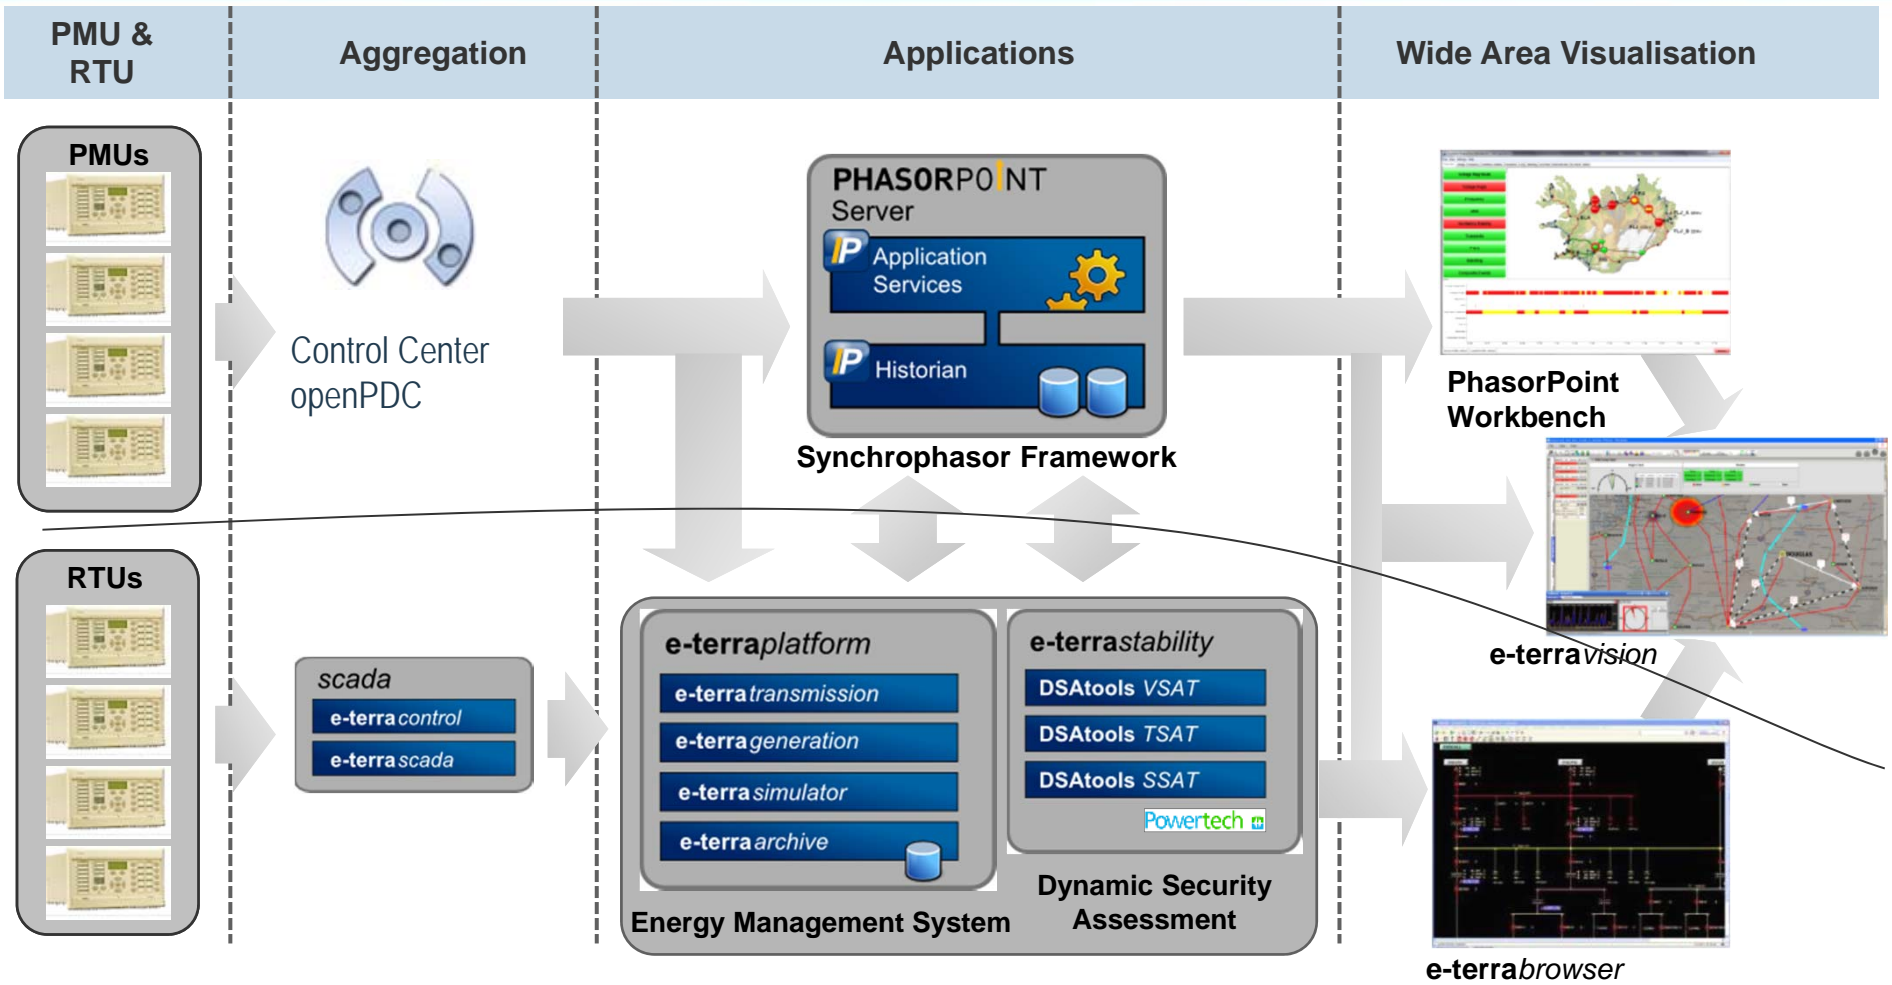 PMU &
RTU
Aggregation
Applications
Wide Area Visualisation
PMUs
Control Center
openPDC
PHASORPOINT
Server
Application
Services
Historian
Synchrophasor Framework
PhasorPoint
Workbench
e-terravision
RTUs
scada
e-terracontrol
e-terrascada
e-terraplatform
e-terratransmission
e-terrageneration
e-terrasimulator
e-terraarchive
Energy Management System
e-terrastability
DSAtools VSAT
DSAtools TSAT
DSAtools SSAT
Powertech
Dynamic Security
Assessment
e-terrabrowser